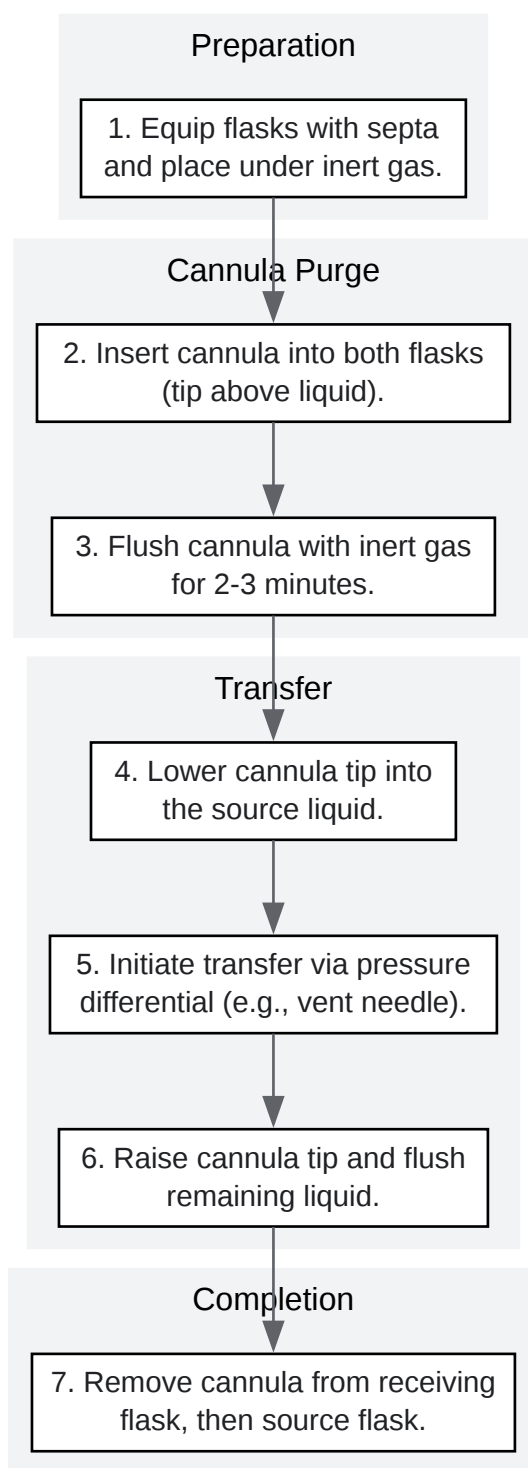 Preparation
1. Equip flasks with septa
and place under inert gas.
Cannula Purge
2. Insert cannula into both flasks
(tip above liquid).
3. Flush cannula with inert gas
for 2-3 minutes.
Transfer
4. Lower cannula tip into
the source liquid.
5. Initiate transfer via pressure
differential (e.g., vent needle).
6. Raise cannula tip and flush
remaining liquid.
Completion
7. Remove cannula from receiving
flask, then source flask.